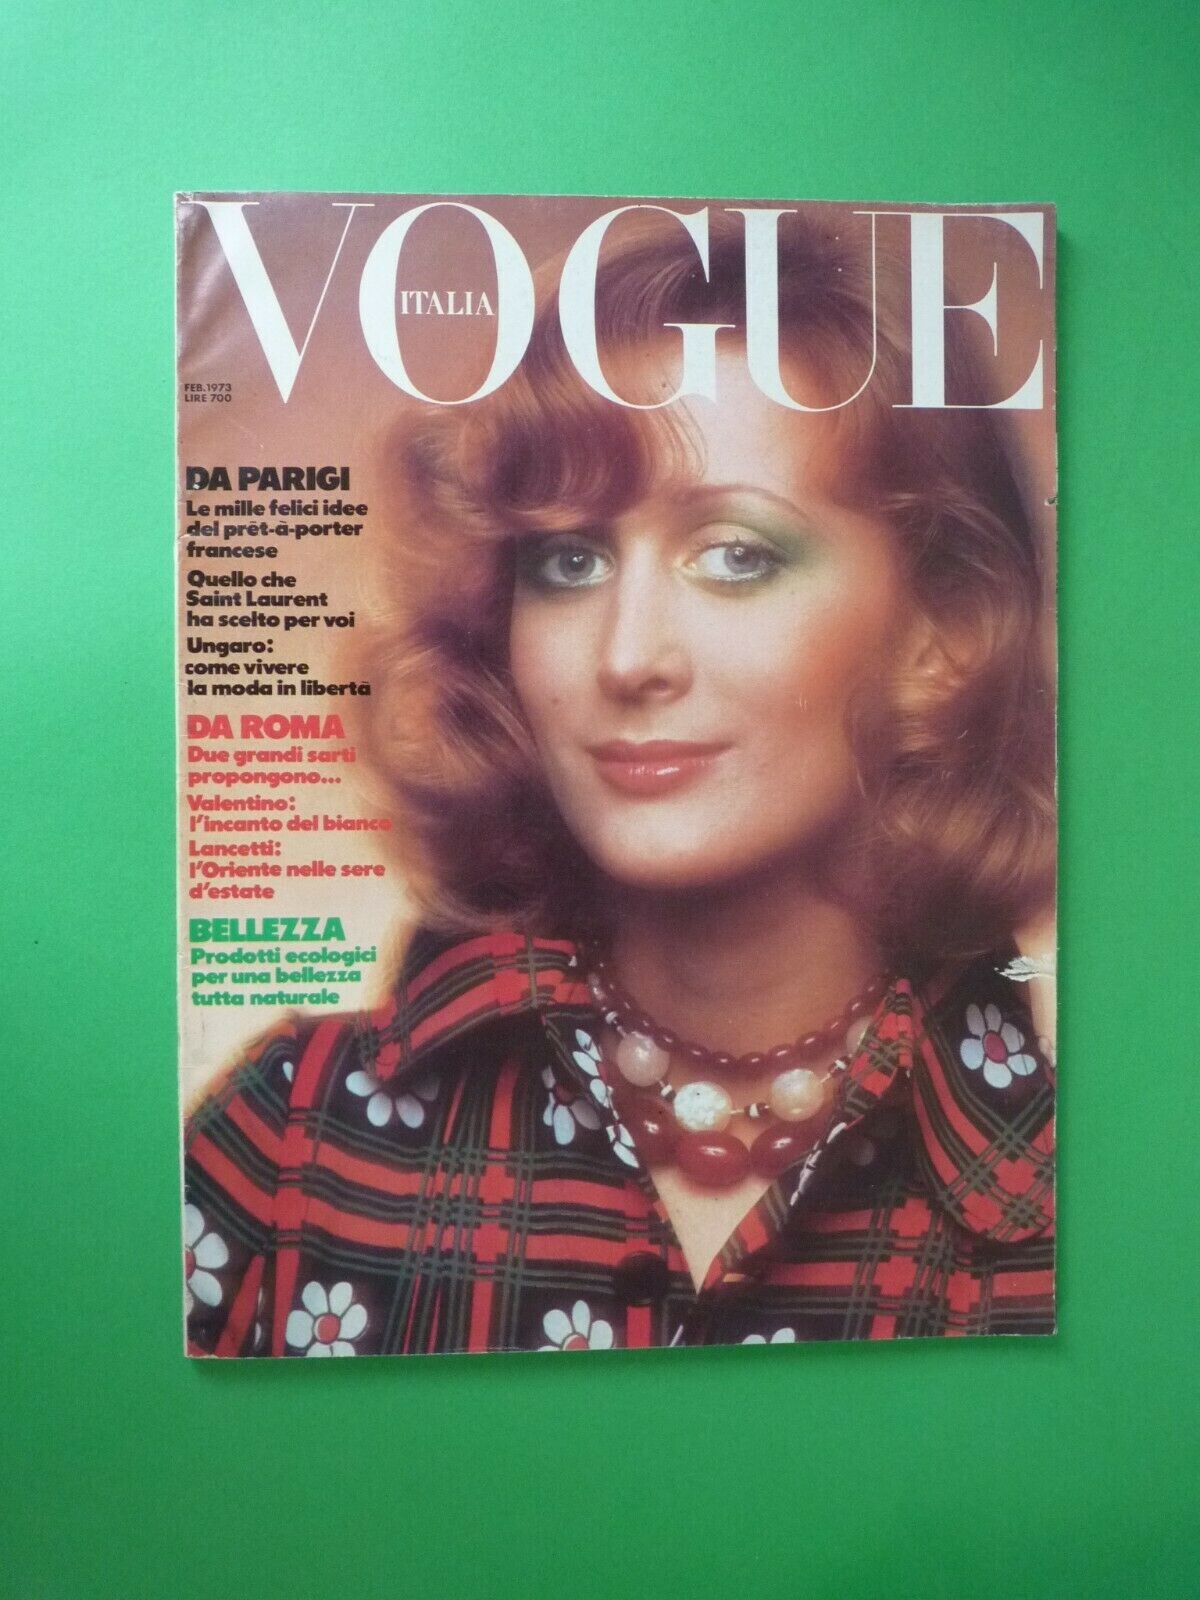 VOGUE
ITALIA
FEB. 1973
LIRE 700
DA PARIGI
Le mille felici idee
del prêt-à-porter
francese
Quello che
Saint Laurent
ha scelto per voi
Ungaro:
come vivere
la moda in libertà
DA ROMA
Due grandi sarti
propongono...
Valentino:
l'incanto del bianco
Lancetti:
l'Oriente nelle sere
d'estate
BELLEZZA
Prodotti ecologici
per una bellezza
tutta naturale